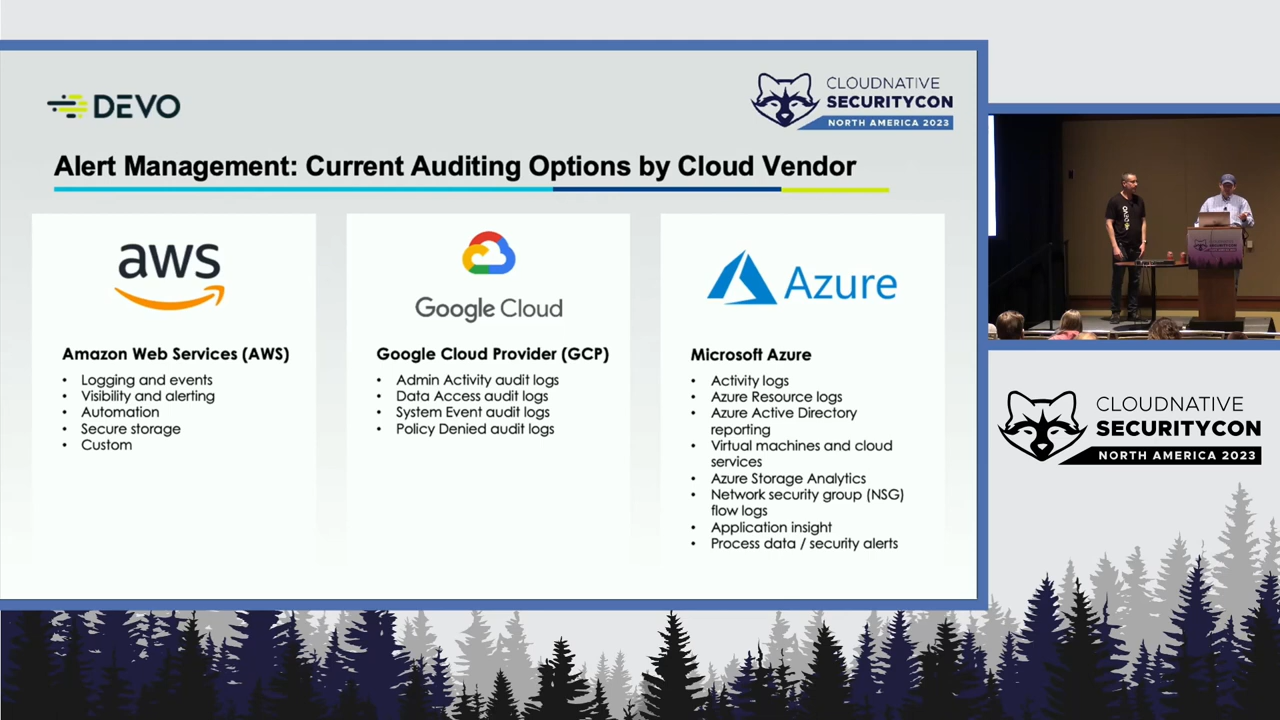 DEVO
CLOUDNATIVE
SECURITYCON
NORTH AMERICA 2023
Alert Management: Current Auditing Options by Cloud Vendor
aws
Amazon Web Services (AWS)
• Logging and events
• Visibility and alerting
• Automation
• Secure storage
• Custom
Google Cloud
Google Cloud Provider (GCP)
• Admin Activity audit logs
• Data Access audit logs
• System Event audit logs
• Policy Denied audit logs
Azure
Microsoft Azure
• Activity logs
• Azure Resource logs
• Azure Active Directory
reporting
• Virtual machines and cloud
services
• Azure Storage Analytics
• Network security group (NSG)
flow logs
• Application insight
• Process data / security alerts
CLOUDNATIVE
SECURITYCON
NORTH AMERICA 2023